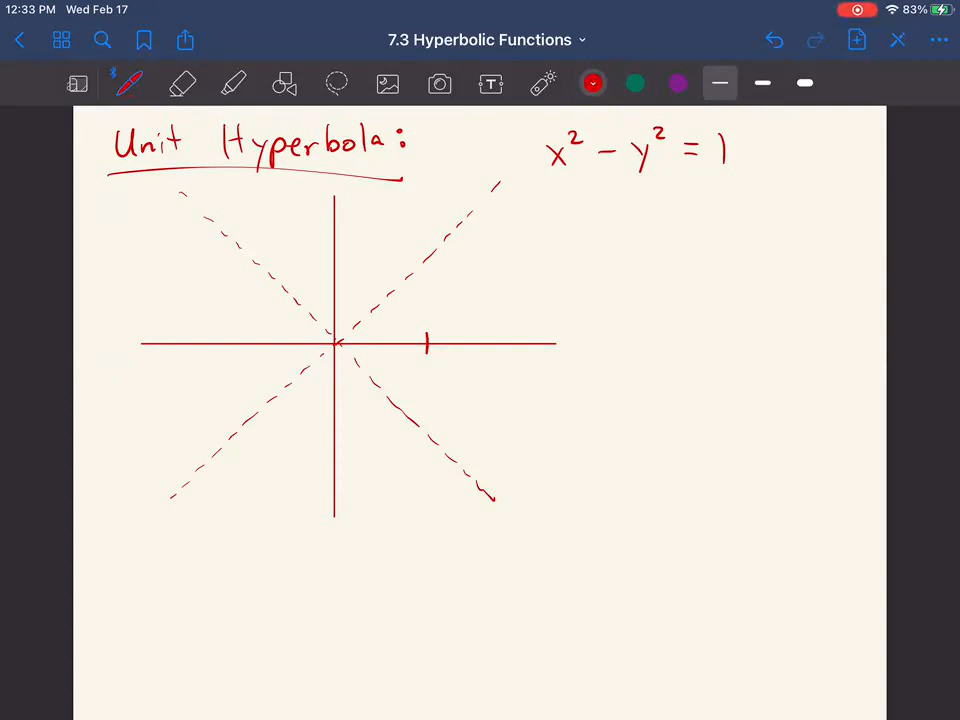 12:33 PM Wed Feb 17
83%
7.3 Hyperbolic Functions
T
Unit Hyperbola:
x² - y² = 1